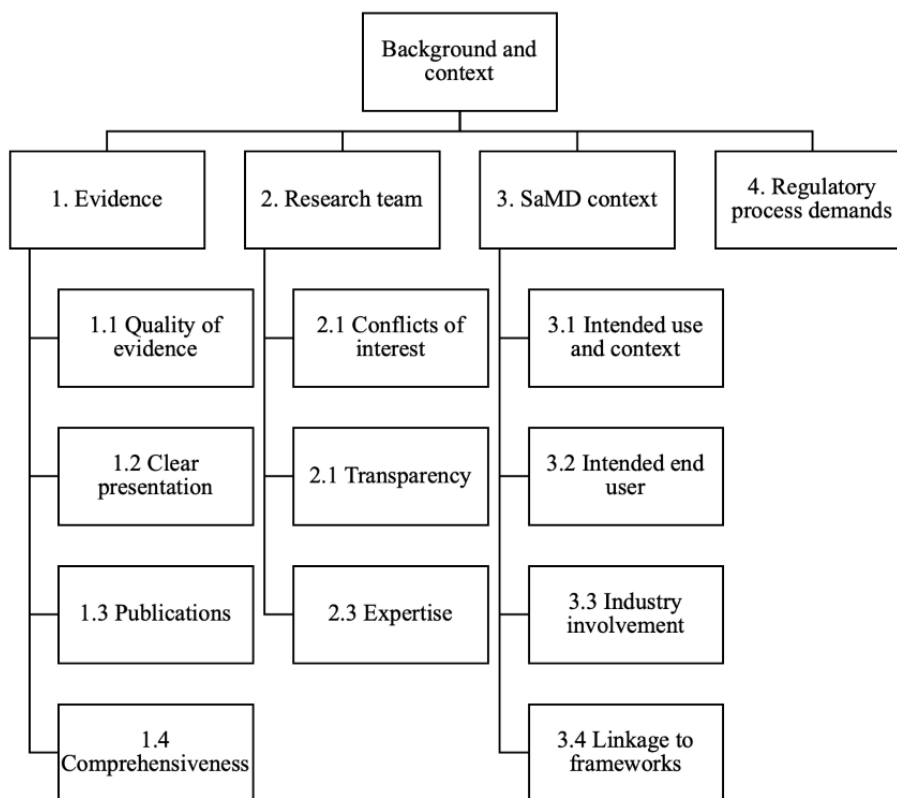 Background and
context
1. Evidence
2. Research team
3. SaMD context
4. Regulatory
process demands
1.1 Quality of
evidence
2.1 Conflicts of
interest
3.1 Intended use
and context
1.2 Clear
presentation
2.1 Transparency
3.2 Intended end
user
1.3 Publications
2.3 Expertise
3.3 Industry
involvement
1.4
Comprehensiveness
3.4 Linkage to
frameworks